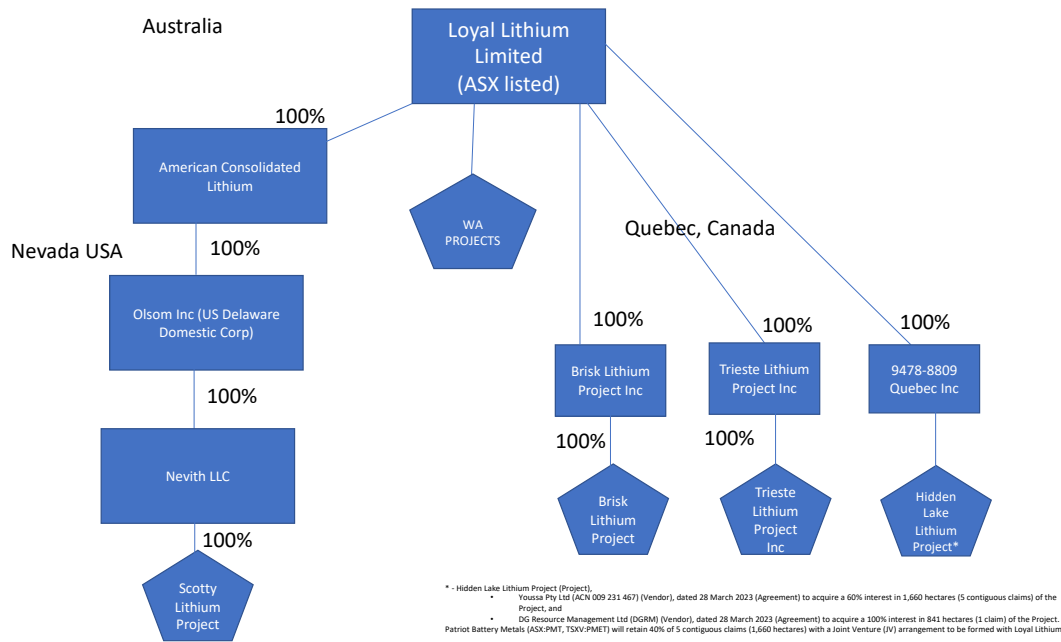 Australia
Loyal Lithium
Limited
(ASX listed)
100%
American Consolidated
Lithium
WA
PROJECTS
Quebec, Canada
Nevada USA
100%
Olsom Inc (US Delaware
Domestic Corp)
100%
100%
100%
Brisk Lithium
Project Inc
Trieste Lithium
Project Inc
9478-8809
Quebec Inc
100%
100%
100%
Nevith LLC
Brisk
Lithium
Project
Trieste
Lithium
Project
Inc
Hidden
Lake
Lithium
Project*
100%
Scotty
Lithium
Project
* - Hidden Lake Lithium Project (Project),
• Youssa Pty Ltd (ACN 009 231 467) (Vendor), dated 28 March 2023 (Agreement) to acquire a 60% interest in 1,660 hectares (5 contiguous claims) of the
Project, and
• DG Resource Management Ltd (DGRM) (Vendor), dated 28 March 2023 (Agreement) to acquire a 100% interest in 841 hectares (1 claim) of the Project.
Patriot Battery Metals (ASX:PMT, TSXV:PMET) will retain 40% of 5 contiguous claims (1,660 hectares) with a Joint Venture (JV) arrangement to be formed with Loyal Lithium